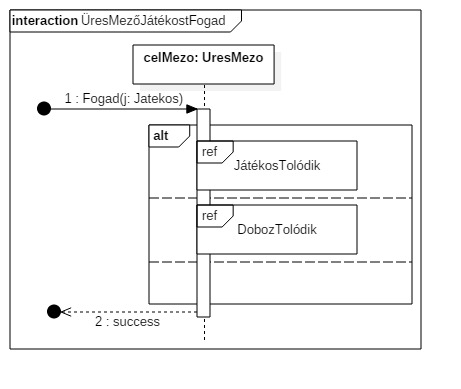 interaction ÜresMezőJátékostFogad
celMezo: UresMezo
1 : Fogad(j: Jatekos)
alt
ref
JátékosTolódik
ref
DobozTolódik
2 : success